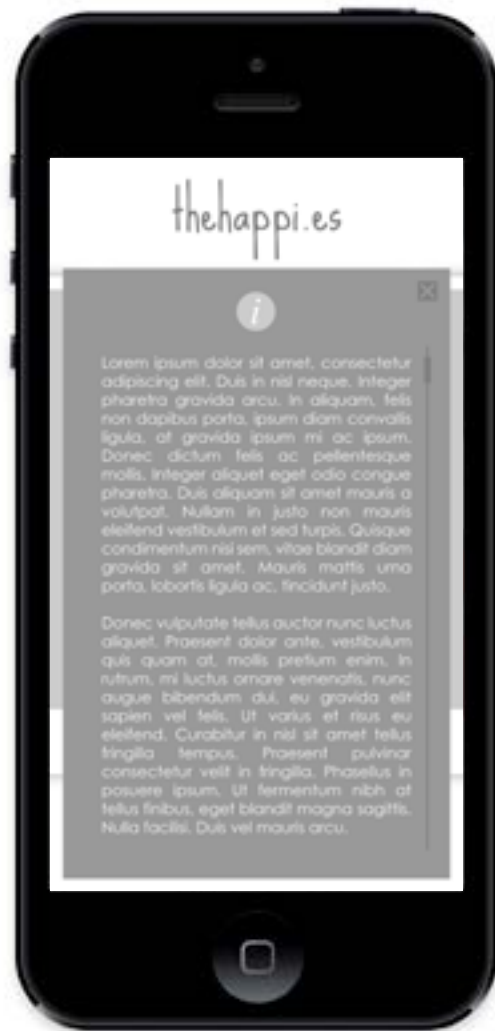 thehappi.es
i
Lorem ipsum dolor sit amet, consectetur
adipiscing elit. Duis in nisl neque. Integer
pharetra gravida arcu. In aliquam, felis
non dapibus porta, ipsum diam convallis
ligula, at gravida ipsum mi ac ipsum.
Donec dictum felis ac pellentesque
mollis. Integer aliquet eget odio congue
pharetra. Duis aliquam sit amet mauris a
volutpat. Nullam in justo non mauris
eleifend vestibulum et sed turpis. Quisque
condimentum nisi sem, vitae blandit diam
gravida sit amet. Mauris mattis urna
porta, lobortis ligula ac, tincidunt justo.
Donec vulputate tellus auctor nunc luctus
aliquet. Praesent dolor ante, vestibulum
quis quam at, mollis pretium enim. In
rutrum, mi luctus ornare venenatis, nunc
augue bibendum dui, eu gravida elit
sapien vel felis. Ut varius et risus eu
eleifend. Curabitur in nisl sit amet tellus
fringilla tempus. Praesent pulvinar
consectetur velit in fringilla. Phasellus in
posuere ipsum. Ut fermentum nibh at
tellus finibus, eget blandit magna sagittis.
Nulla facilisi. Duis vel mauris arcu.